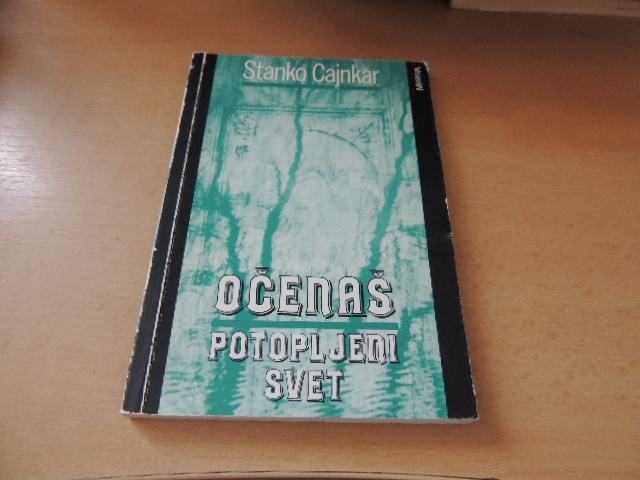 Stanko Cajnkar
OČENAŠ
POTOPLJENI
SVET